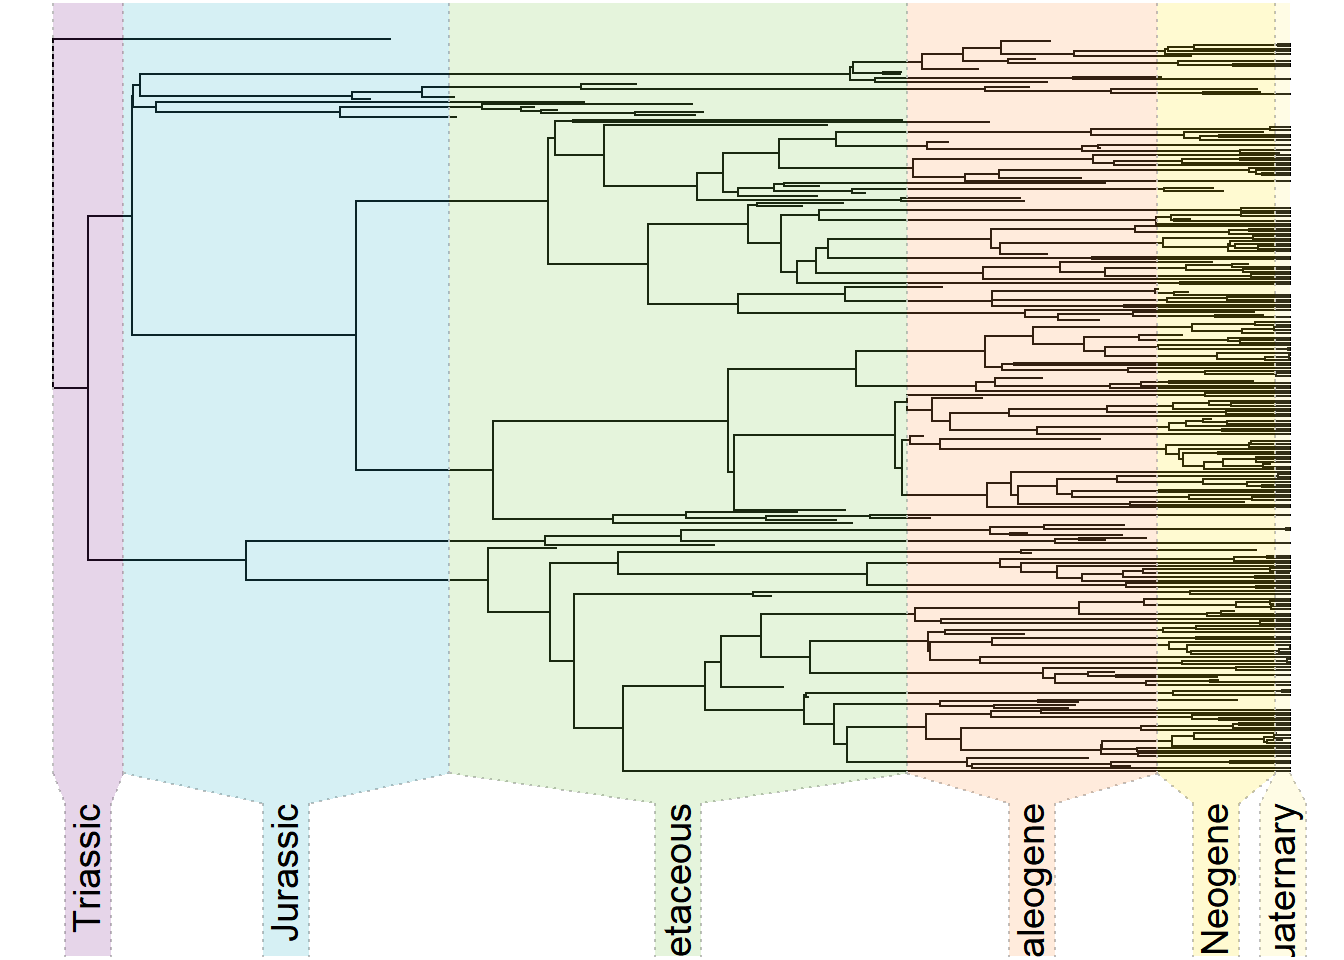 Triassic
Jurassic
etaceous
aleogene
Neogene
uaternary